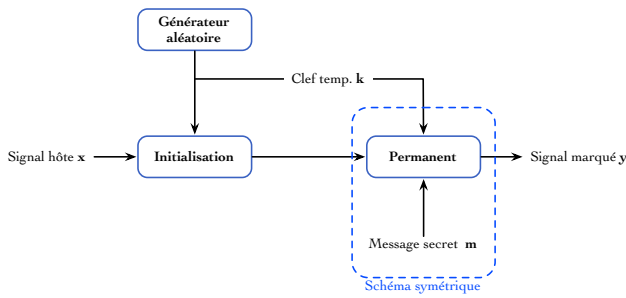 Générateur
aléatoire
Clef temp. k
Signal hôte x
Initialisation
Permanent
Signal marqué y
Message secret m
Schéma symétrique